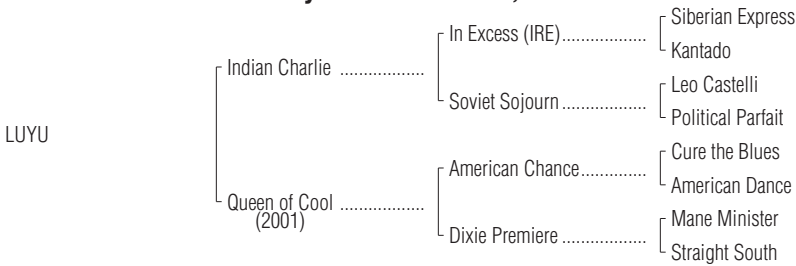 Siberian Express
In Excess (IRE)..................
Kantado
Indian Charlie ..................
Leo Castelli
Soviet Sojourn..................
Political Parfait
LUYU
Cure the Blues
American Chance..............
American Dance
Queen of Cool ..................
(2001)
Mane Minister
Dixie Premiere..................
Straight South